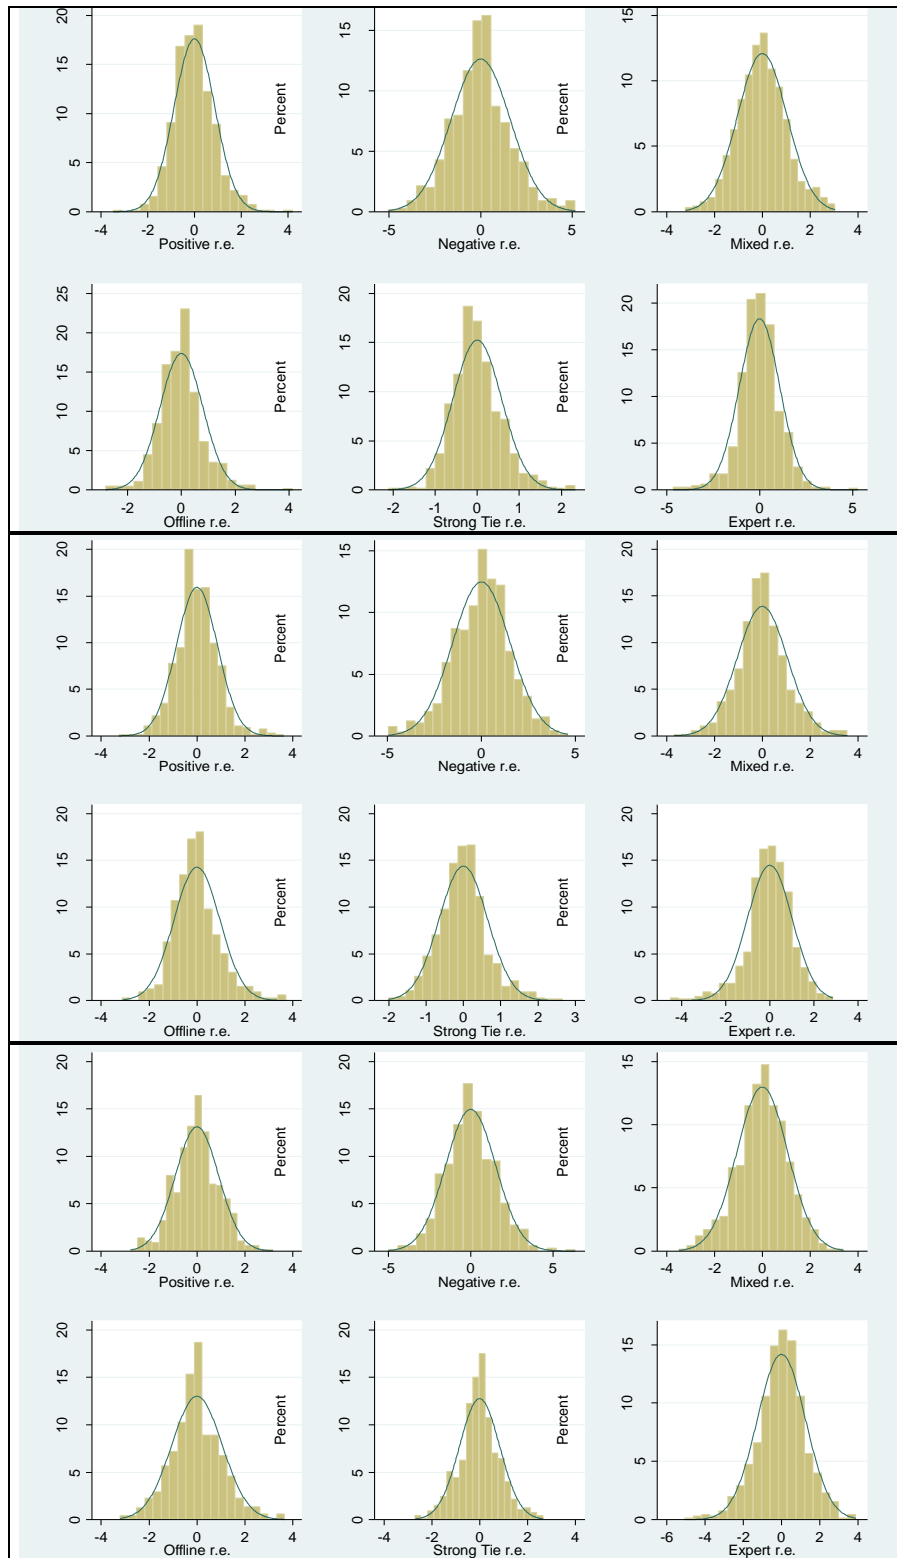 0 5 10 15 20
-4 -2 0 2 4
Positive r.e.
Percent
0 5 10 15
-5 0 5
Negative r.e.
Percent
0 5 10 15
-4 -2 0 2 4
Mixed r.e.
0 5 10 15 20 25
-2 0 2 4
Offline r.e.
Percent
0 5 10 15 20
-2 -1 0 1 2
Strong Tie r.e.
Percent
0 5 10 15 20
-5 0 5
Expert r.e.
0 5 10 15 20
-4 -2 0 2 4
Positive r.e.
Percent
0 5 10 15
-5 0 5
Negative r.e.
Percent
0 5 10 15 20
-4 -2 0 2 4
Mixed r.e.
0 5 10 15 20
-4 -2 0 2 4
Offline r.e.
Percent
0 5 10 15 20
-2 -1 0 1 2 3
Strong Tie r.e.
Percent
0 5 10 15 20
-4 -2 0 2 4
Expert r.e.
0 5 10 15 20
-4 -2 0 2 4
Positive r.e.
Percent
0 5 10 15 20
-5 0 5
Negative r.e.
Percent
0 5 10 15
-4 -2 0 2 4
Mixed r.e.
0 5 10 15 20
-4 -2 0 2 4
Offline r.e.
Percent
0 5 10 15 20
-4 -2 0 2 4
Strong Tie r.e.
Percent
0 5 10 15
-6 -4 -2 0 2 4
Expert r.e.